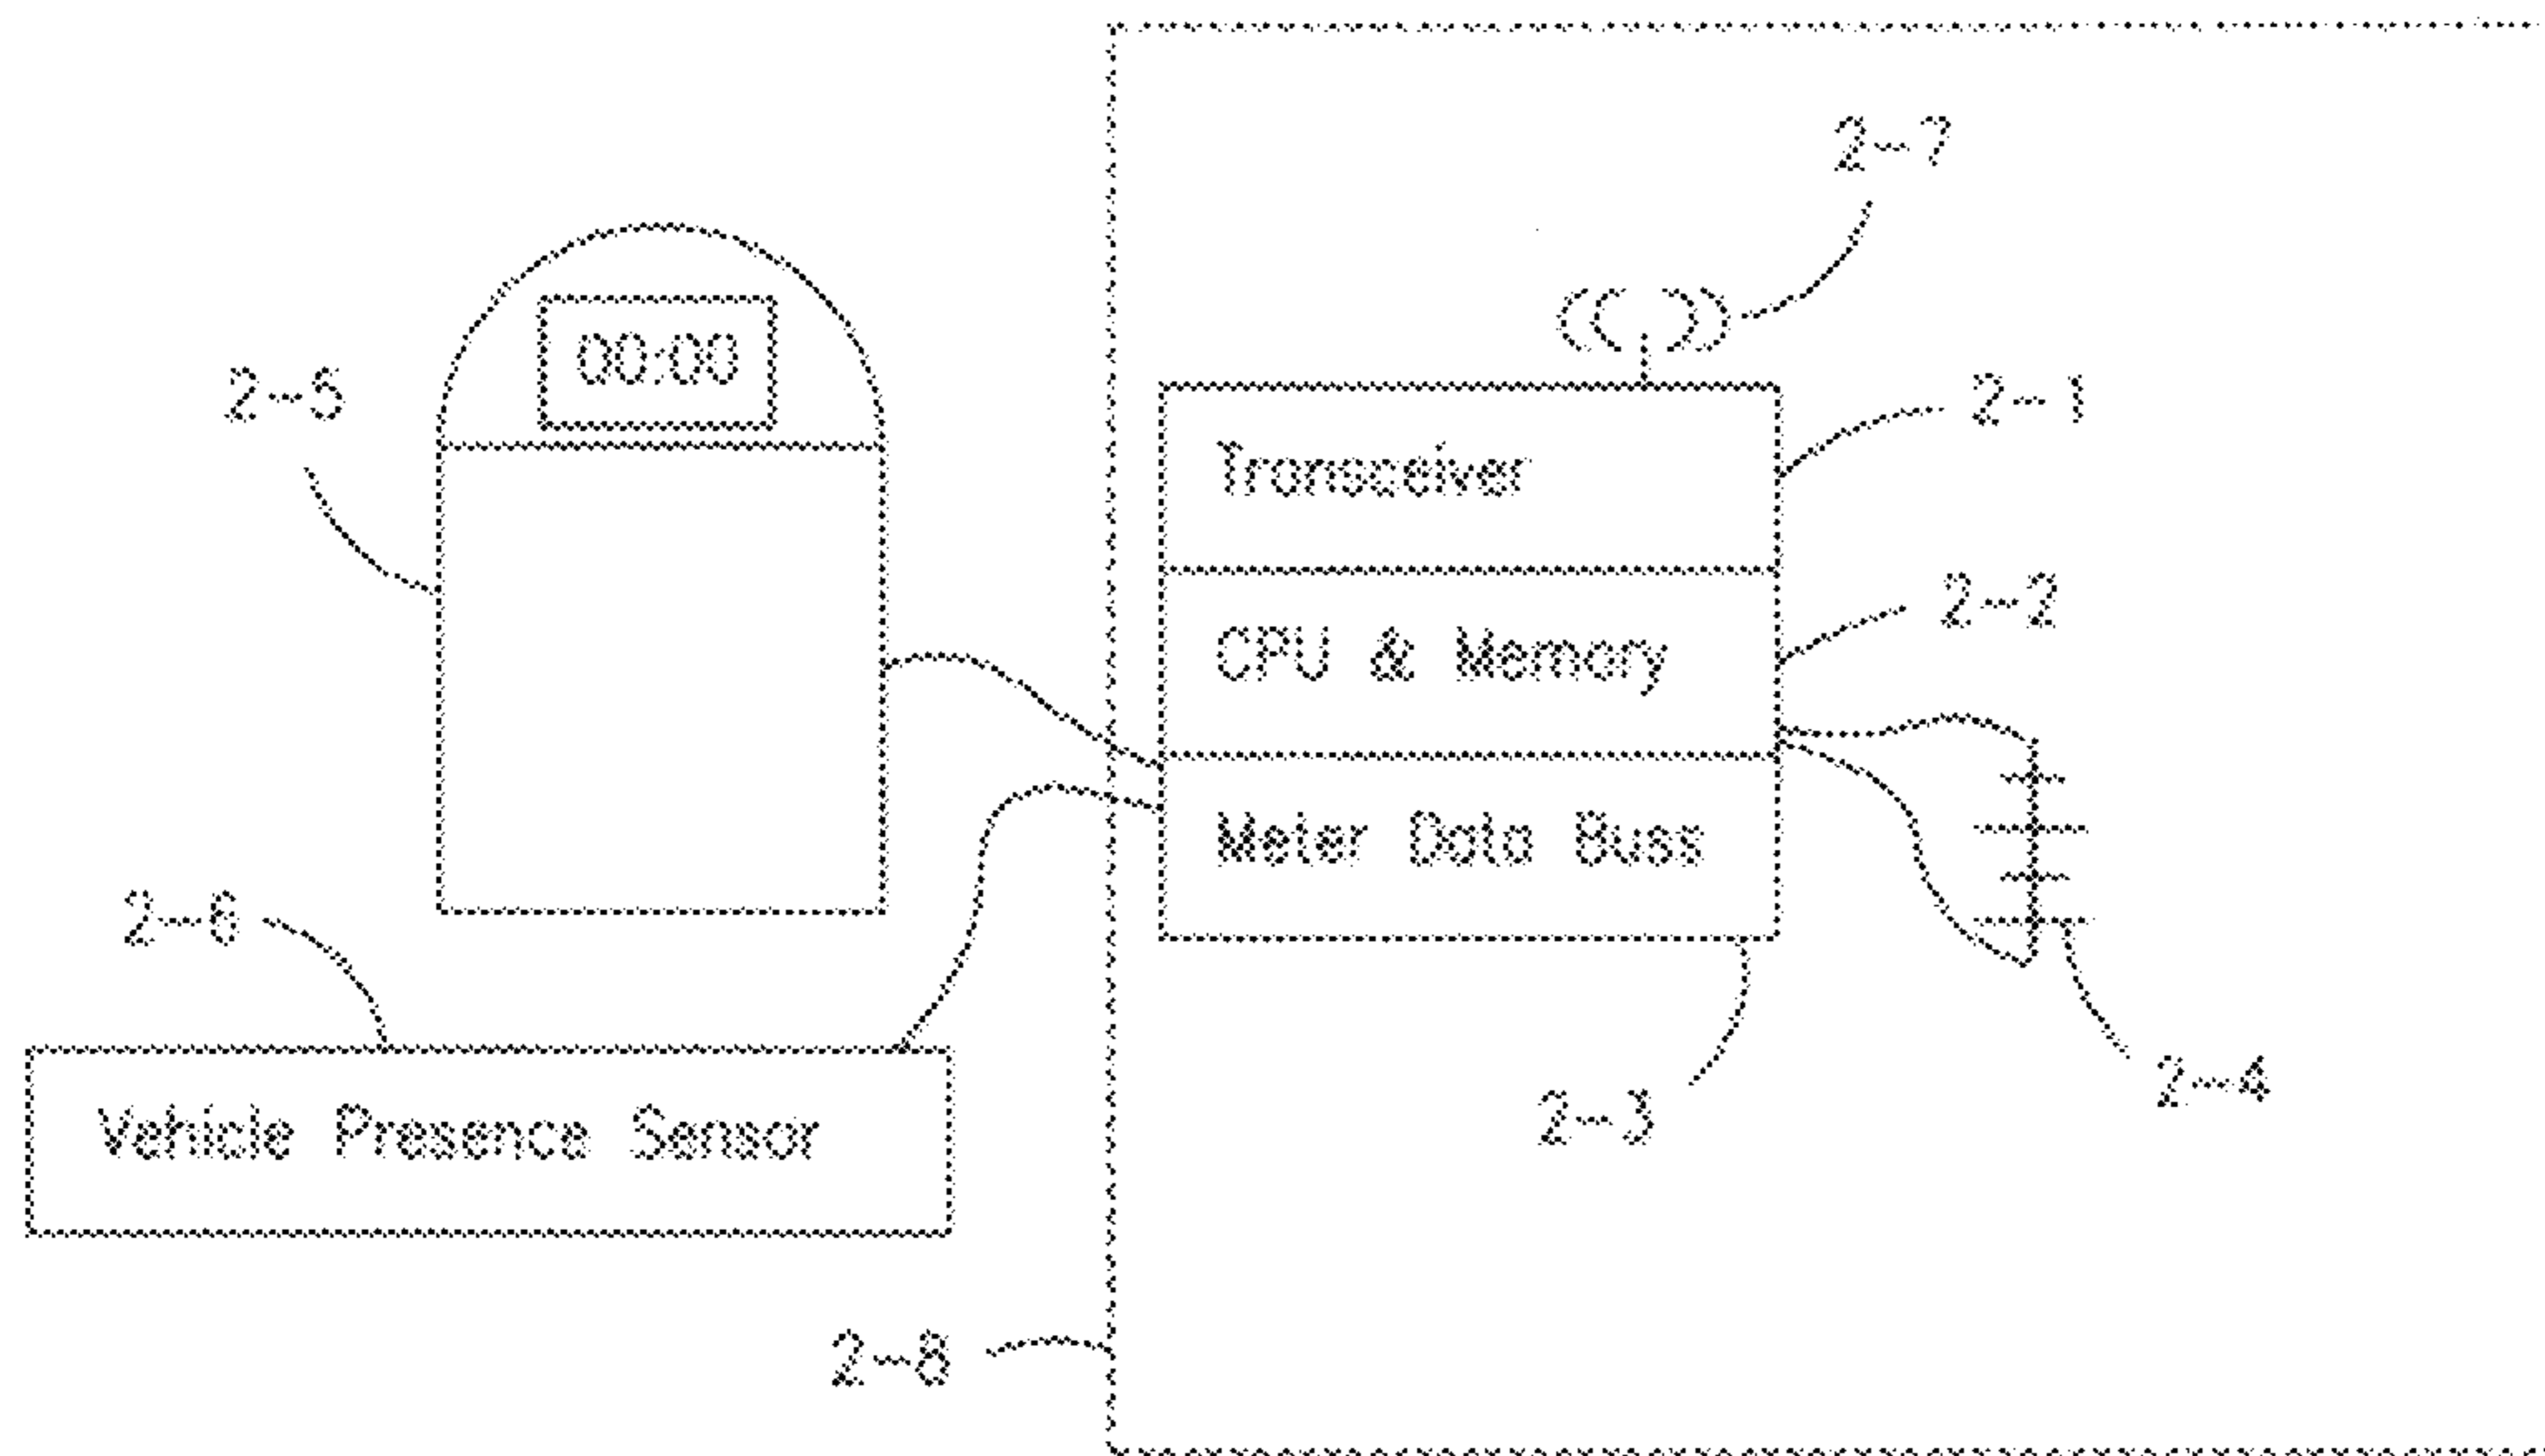 2-7
00:00
2-5
2-1
Transceiver
2-2
CPU & Memory
Meter Data Buss
2-6
2-4
2-3
Vehicle Presence Sensor
2-8